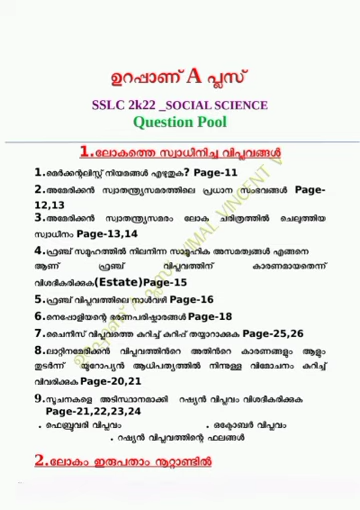 ഉറപ്പാണ് A പ്ലസ്
SSLC 2k22 _SOCIAL SCIENCE
Question Pool
1.ലോകത്തെ സ്വാധീനിച്ച വിപ്ലവങ്ങൾ
1.മെർക്കന്റലിസ്റ്റ് നിയമങ്ങൾ എഴുതുക? Page-11
2.അമേരിക്കൻ സ്വാതന്ത്ര്യസമരത്തിലെ പ്രധാന സംഭവങ്ങൾ Page-
12,13
3.അമേരിക്കൻ സ്വാതന്ത്ര്യസമരം ലോക ചരിത്രത്തിൽ ചെലുത്തിയ
സ്വാധീനം Page-13,14
4.ഫ്രഞ്ച് സമൂഹത്തിൽ നിലനിന്ന സാമൂഹിക അസമത്വങ്ങൾ എങ്ങനെ
ആണ് ഫ്രഞ്ച് വിപ്ലവത്തിന് കാരണമായതെന്ന്
വിശദീകരിക്കുക(Estate)Page-15
5.ഫ്രഞ്ച് വിപ്ലവത്തിലെ നാൾവഴി Page-16
6.നെപ്പോളിയന്റെ ഭരണപരിഷ്കാരങ്ങൾ Page-18
7.ചൈനീസ് വിപ്ലവത്തെ കുറിച്ച് കുറിപ്പ് തയ്യാറാക്കുക Page-25,26
8.ലാറ്റിനമേരിക്കൻ വിപ്ലവത്തിൻറെ അതിൻറെ കാരണങ്ങളും ആളും
തുടർന്ന് യൂറോപ്യൻ ആധിപത്യത്തിൽ നിന്നുള്ള വിമോചനം കുറിച്ച്
വിവരിക്കുക Page-20,21
9.സൂചനകളെ അടിസ്ഥാനമാക്കി റഷ്യൻ വിപ്ലവം വിശദീകരിക്കുക
Page-21,22,23,24
. ഫെബ്രുവരി വിപ്ലവം . ഒക്ടോബർ വിപ്ലവം
. റഷ്യൻ വിപ്ലവത്തിന്റെ ഫലങ്ങൾ
2.ലോകം ഇരുപതാം നൂറ്റാണ്ടിൽ